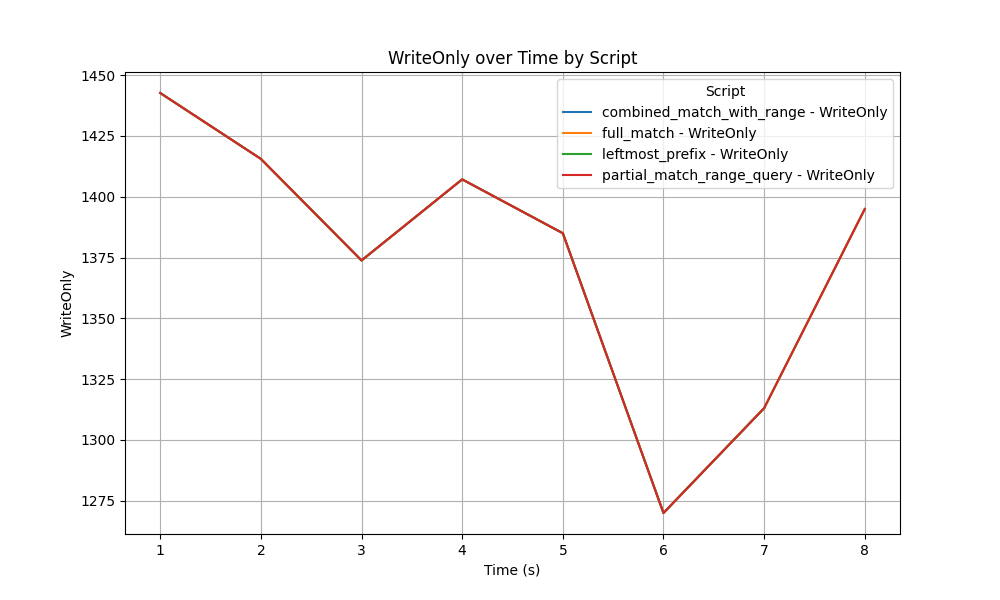 WriteOnly over Time by Script
Script
combined_match_with_range - WriteOnly
full_match - WriteOnly
leftmost_prefix - WriteOnly
partial_match_range_query - WriteOnly
WriteOnly
1450
1425
1400
1375
1350
1325
1300
1275
1 2 3 4 5 6 7 8
Time (s)